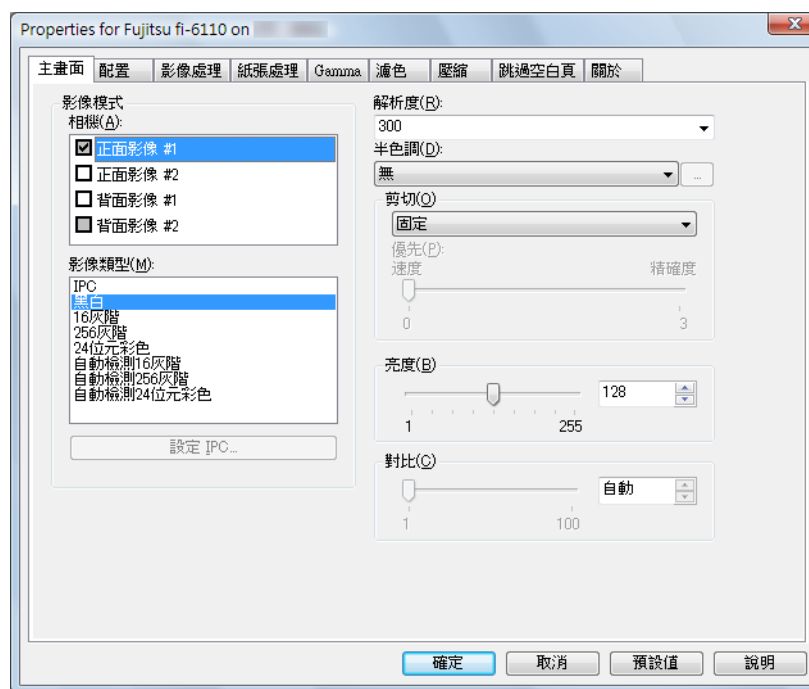 Properties for Fujitsu fi-6110 on
主畫面 配置 影像處理 紙張處理 Gamma 濾色 壓縮 跳過空白頁 關於
影像模式
相機(A):
正面影像 #1
正面影像 #2
背面影像 #1
背面影像 #2
影像類型(M):
IPC
黑白
16灰階
256灰階
24位元彩色
自動檢測16灰階
自動檢測256灰階
自動檢測24位元彩色
設定 IPC...
解析度(R):
300
半色調(D):
無
...
剪切(O)
固定
優先(P):
速度 精確度
0 3
亮度(B)
128
1 255
對比(C)
自動
1 100
確定 取消 預設值 說明